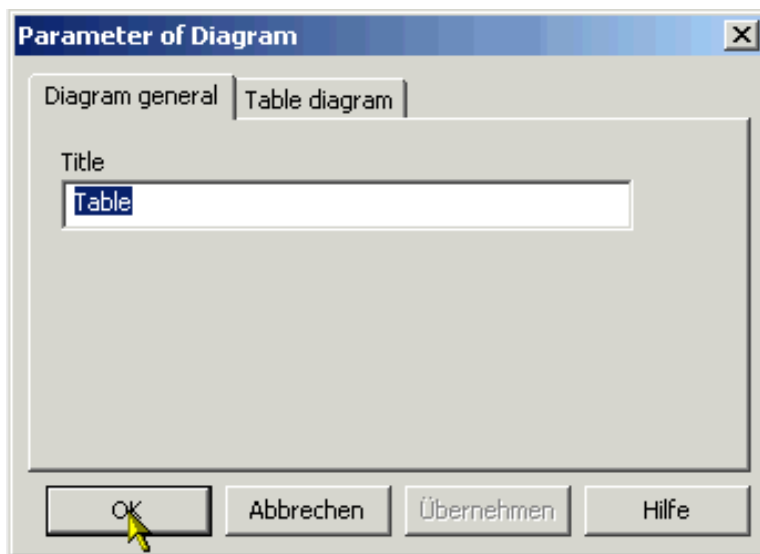 Parameter of Diagram
Diagram general Table diagram
Title
Table
OK Abbrechen Übernehmen Hilfe